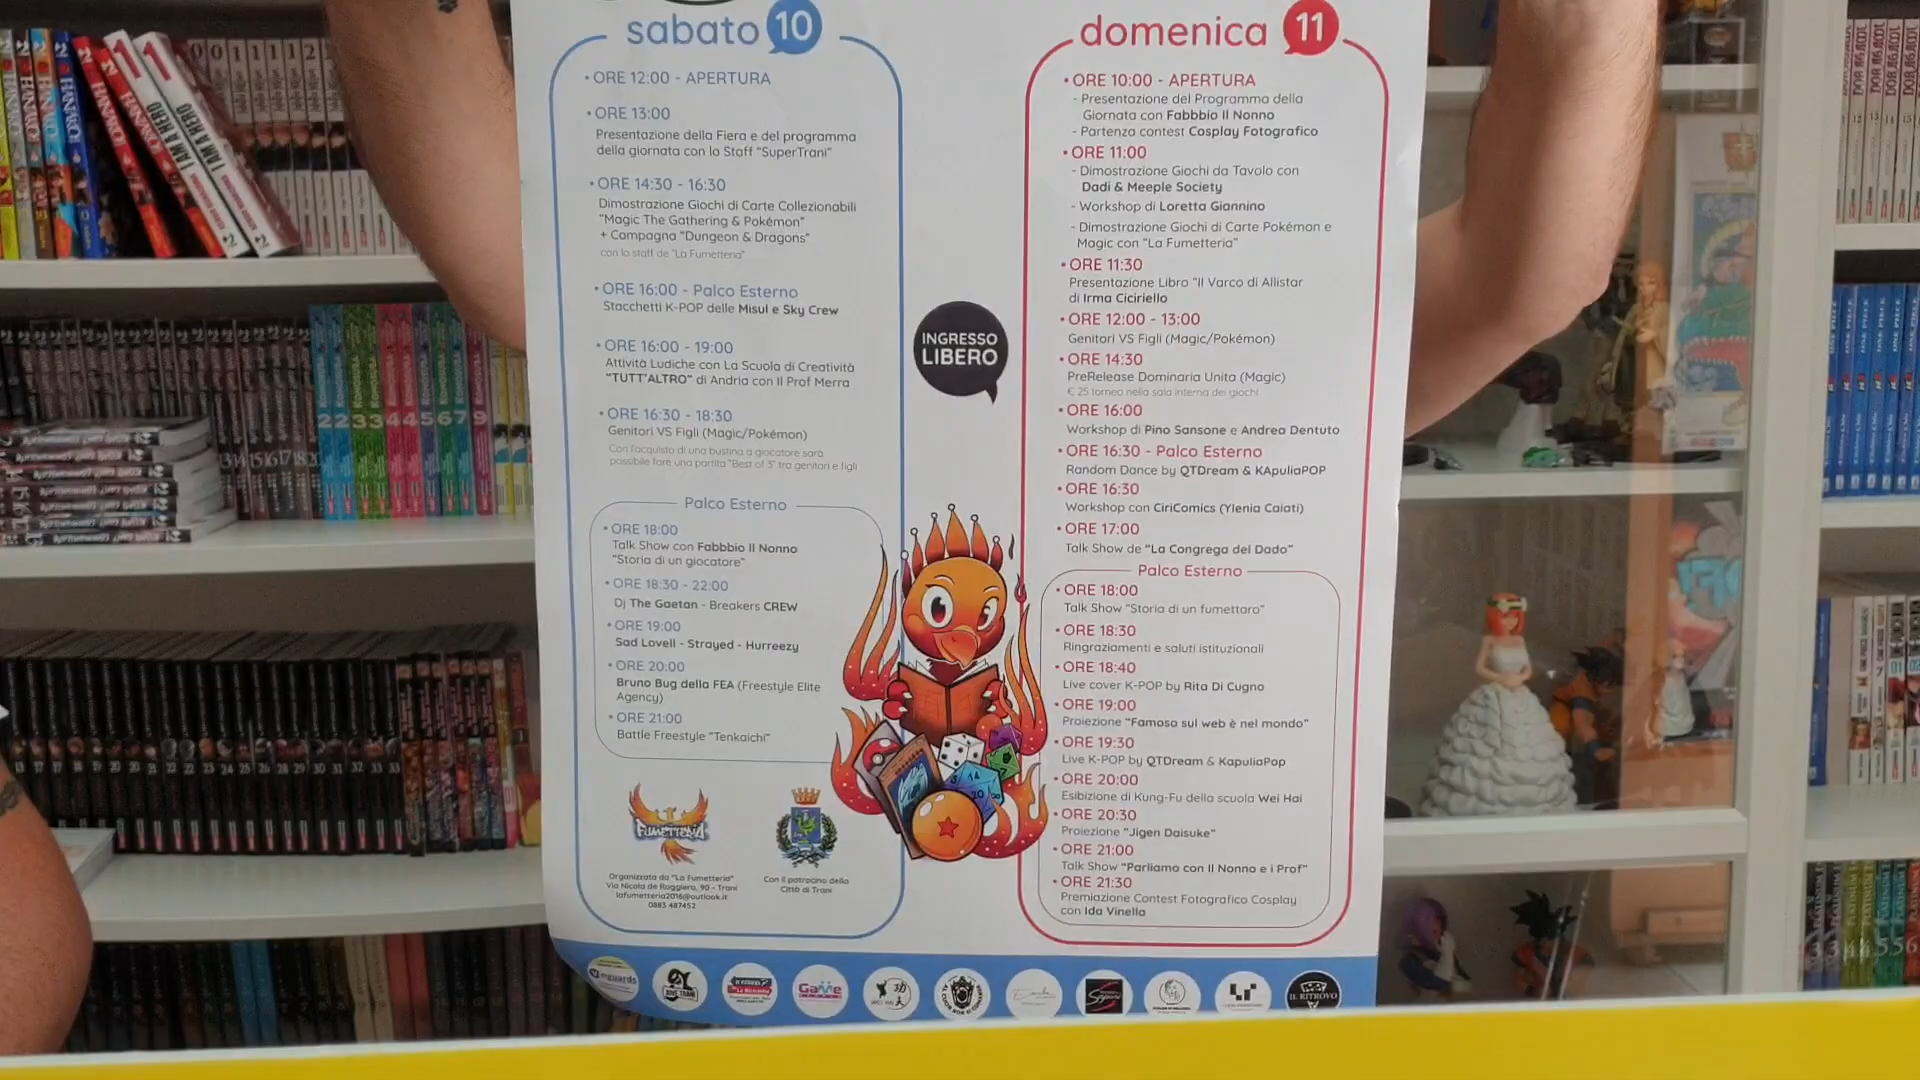 sabato 10
• ORE 12:00 - APERTURA
• ORE 13:00
Presentazione della Fiera e del programma
della giornata con lo Staff "SuperTrani"
• ORE 14:30 - 16:30
Dimostrazione Giochi di Carte Collezionabili
"Magic The Gathering & Pokémon"
+ Campagna "Dungeon & Dragons"
con lo staff de "La Fumetteria"
• ORE 16:00 - Palco Esterno
Stacchetti K-POP delle Misul e Sky Crew
• ORE 16:00 - 19:00
Attività Ludiche con La Scuola di Creatività
"TUTT'ALTRO" di Andria con Il Prof Merra
• ORE 16:30 - 18:30
Genitori VS Figli (Magic/Pokémon)
Con l'acquisto di una bustina a giocatore sarà
possibile fare una partita "Best of 3" tra genitori e figli
Palco Esterno
• ORE 18:00
Talk Show con Fabbbio Il Nonno
"Storia di un giocatore"
• ORE 18:30 - 22:00
Dj The Gaetan - Breakers CREW
• ORE 19:00
Sad Lovell - Strayed - Hurreezy
• ORE 20:00
Bruno Bug della FEA (Freestyle Elite
Agency)
• ORE 21:00
Battle Freestyle "Tenkaichi"
FUMETTERIA
Organizzata da "La Fumetteria"
Via Nicola de Roggiero, 90 - Trani
lafumetteria2016@outlook.it
0883 487452
Con il patrocinio della
Città di Trani
INGRESSO
LIBERO
domenica 11
• ORE 10:00 - APERTURA
- Presentazione del Programma della
Giornata con Fabbbio Il Nonno
- Partenza contest Cosplay Fotografico
• ORE 11:00
- Dimostrazione Giochi da Tavolo con
Dadi & Meeple Society
- Workshop di Loretta Giannino
- Dimostrazione Giochi di Carte Pokémon e
Magic con "La Fumetteria"
• ORE 11:30
Presentazione Libro "Il Varco di Allistar
di Irma Ciciriello
• ORE 12:00 - 13:00
Genitori VS Figli (Magic/Pokémon)
• ORE 14:30
PreRelease Dominaria Unita (Magic)
€ 25 torneo nella sala interna dei giochi
• ORE 16:00
Workshop di Pino Sansone e Andrea Dentuto
• ORE 16:30 - Palco Esterno
Random Dance by QTDream & KApuliaPOP
• ORE 16:30
Workshop con CiriComics (Ylenia Caiati)
• ORE 17:00
Talk Show de "La Congrega del Dado"
Palco Esterno
• ORE 18:00
Talk Show "Storia di un fumettaro"
• ORE 18:30
Ringraziamenti e saluti istituzionali
• ORE 18:40
Live cover K-POP by Rita Di Cugno
• ORE 19:00
Proiezione "Famoso sul web è nel mondo"
• ORE 19:30
Live K-POP by QTDream & KapuliaPop
• ORE 20:00
Esibizione di Kung-Fu della scuola Wei Hai
• ORE 20:30
Proiezione "Jigen Daisuke"
• ORE 21:00
Talk Show "Parliamo con Il Nonno e i Prof"
• ORE 21:30
Premiazione Contest Fotografico Cosplay
con Ida Vinella
IL RITROVO
I AM A HERO
I AM A HERO